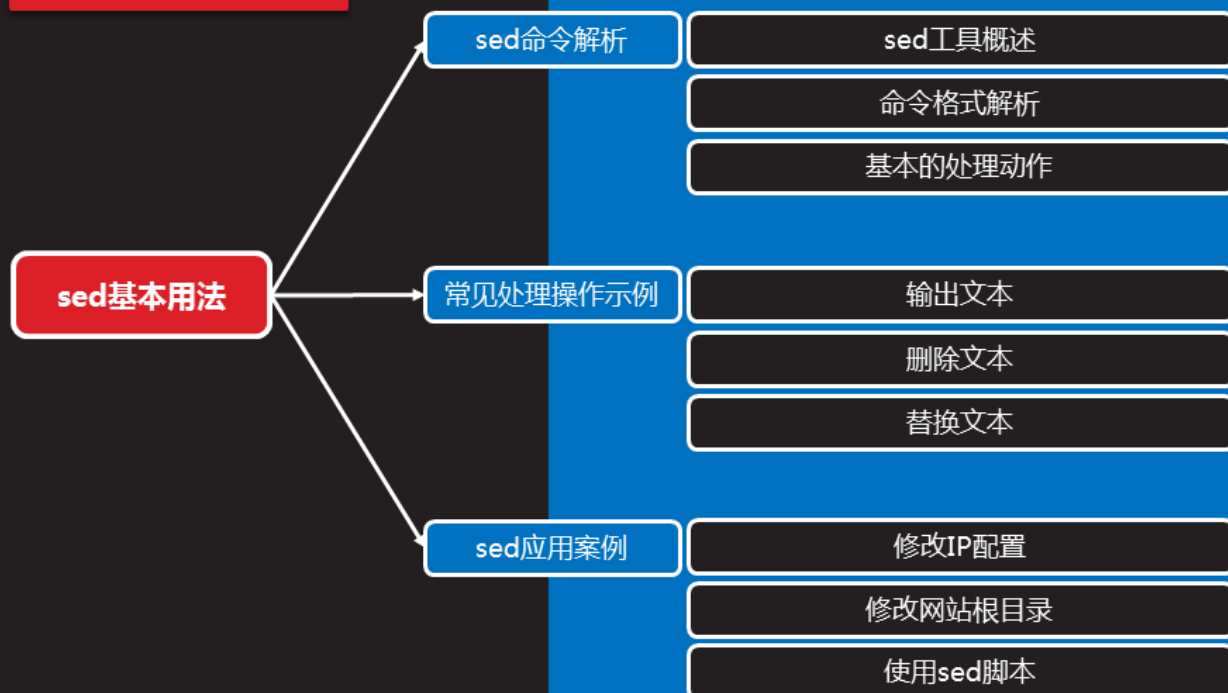 sed命令解析
sed工具概述
命令格式解析
基本的处理动作
sed基本用法
常见处理操作示例
输出文本
删除文本
替换文本
sed应用案例
修改IP配置
修改网站根目录
使用sed脚本